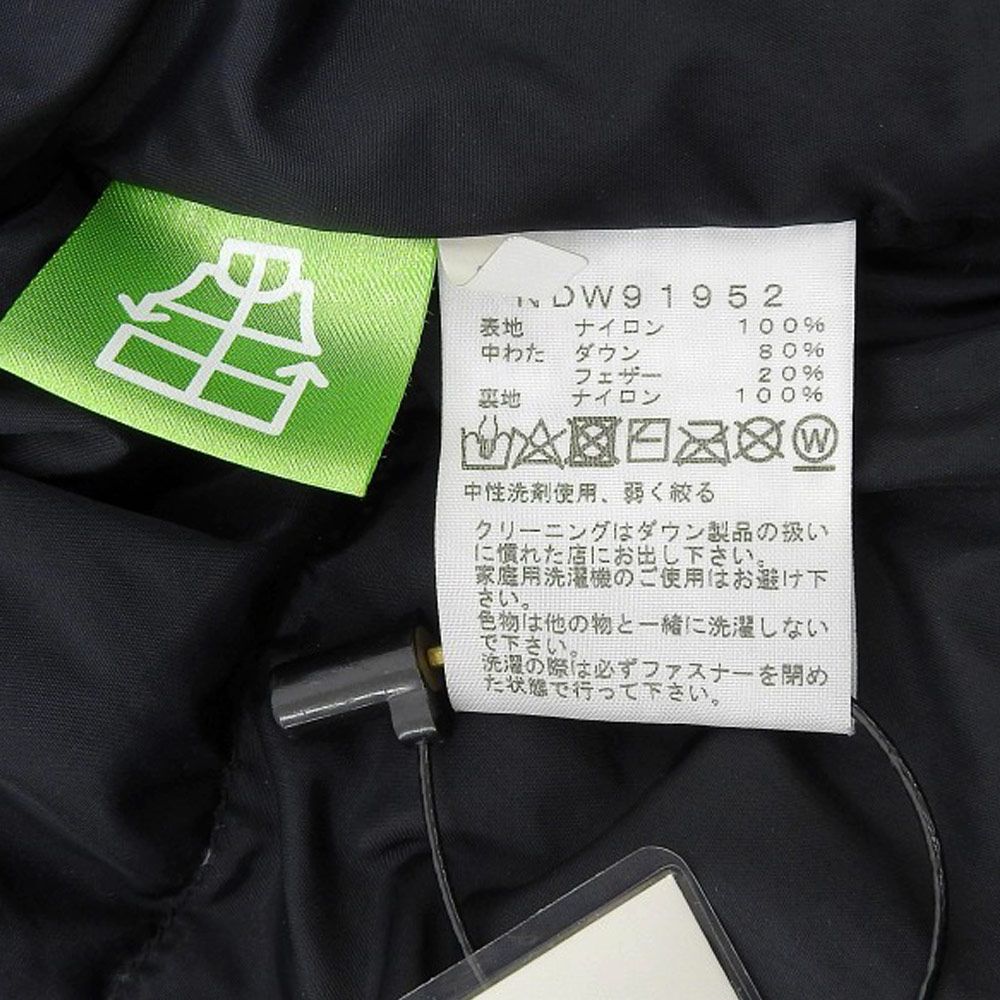 NDW91952
表地 ナイロン 100%
中わた ダウン 80%
フェザー 20%
裏地 ナイロン 100%
W
中性洗剤使用、弱く絞る
クリーニングはダウン製品の扱い
に慣れた店にお出し下さい。
家庭用洗濯機のご使用はお避け下
さい。
色物は他の物と一緒に洗濯しない
で下さい。
洗濯の際は必ずファスナーを閉め
た状態で行って下さい。